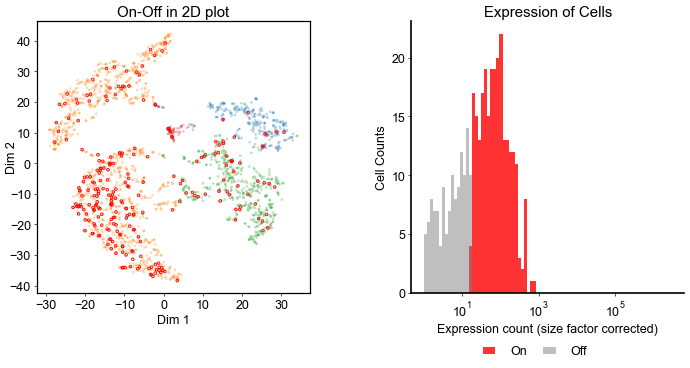 On-Off in 2D plot
Dim 2
40
30
20
10
0
−10
−20
−30
−40
−30 −20 −10 0 10 20 30
Dim 1
Expression of Cells
Cell Counts
20
15
10
5
0
10^1 10^3 10^5
Expression count (size factor corrected)
On Off